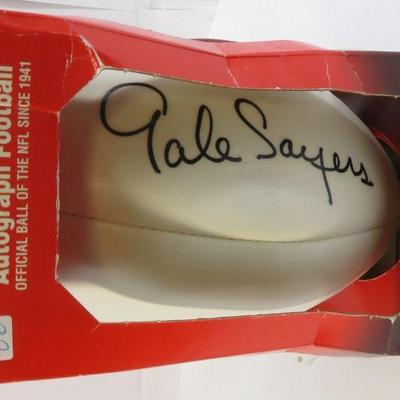 Gale Sayers
Autograph Football
OFFICIAL BALL OF THE NFL SINCE 1941